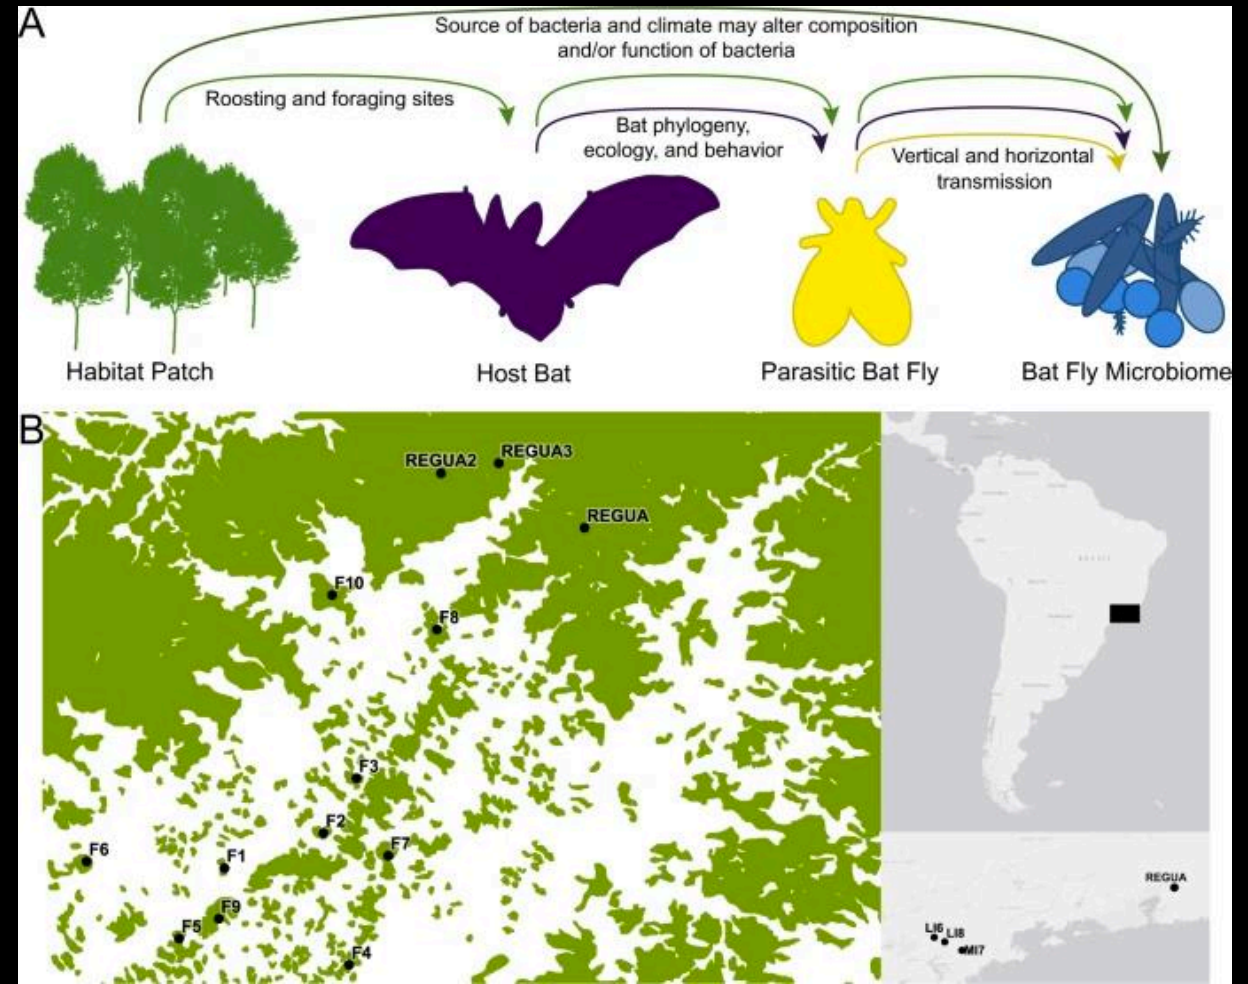 A
Source of bacteria and climate may alter composition
and/or function of bacteria
Roosting and foraging sites
Bat phylogeny,
ecology, and behavior
Vertical and horizontal
transmission
Habitat Patch
Host Bat
Parasitic Bat Fly
Bat Fly Microbiome
B
REGUA2
REGUA3
REGUA
F10
F8
F3
F2
F7
F6
F1
F9
F5
F4
BRASIL
REGUA
LI6
LI8
MI7